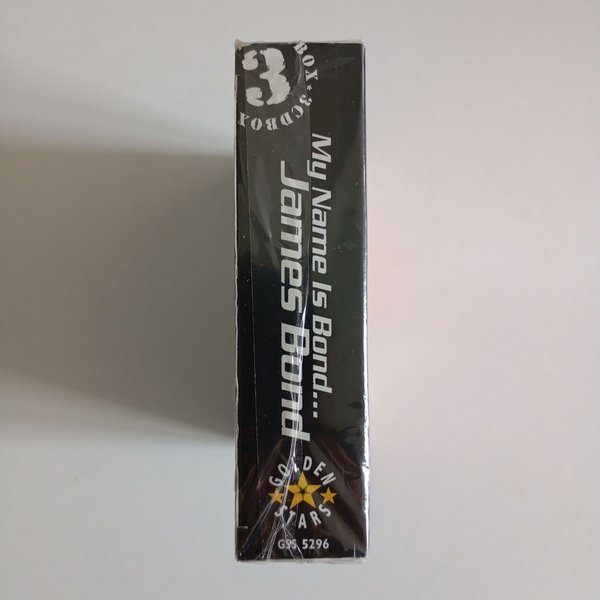 3
BOX * 3CDBOX
My Name Is Bond...
James Bond
GOLDEN
STARS
GSS 5296